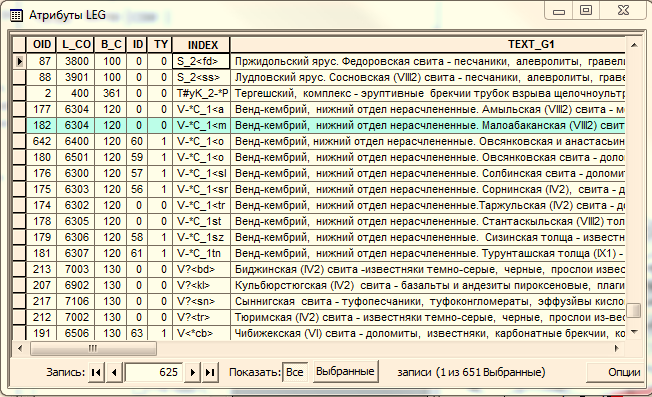 Атрибуты LEG
OID L_CO B_C ID TY INDEX TEXT_G1
87 3800 100 0 0 S_2<fd> Пржидольский ярус. Федоровская свита - песчаники, алевролиты, гравели
88 3901 100 0 0 S_2<ss> Лудловский ярус. Сосновская (VIII2) свита - песчаники, алевролиты, граве
2 400 361 0 0 T#yK_2-*P Тергешский, комплекс - эруптивные брекчии трубок взрыва щелочноульт
177 6304 120 0 0 V-*C_1<a Венд-кембрий, нижний отдел нерасчлененные. Амыльская (VIII2) свита - м
182 6304 120 0 0 V-*C_1<m Венд-кембрий, нижний отдел нерасчлененные. Малоабаканская (VIII2) свит
642 6400 120 60 1 V-*C_1<o Венд-кембрий, нижний отдел нерасчлененные. Овсянковская и анастасьин
180 6501 120 59 1 V-*C_1<o Венд-кембрий, нижний отдел нерасчлененные. Овсянковская свита - доло
176 6300 120 57 1 V-*C_1<sl Венд-кембрий, нижний отдел нерасчлененные. Солбинская свита - доломи
175 6303 120 56 1 V-*C_1<sr Венд-кембрий, нижний отдел нерасчлененные. Сорнинская (IV2), свита - д
174 6302 120 0 0 V-*C_1<tr Венд-кембрий, нижний отдел нерасчлененные.Таржульская (IV2) свита - до
178 6305 120 0 0 V-*C_1st Венд-кембрий, нижний отдел нерасчлененные. Стантаскыльская (VIII2) тол
179 6306 120 58 1 V-*C_1sz Венд-кембрий, нижний отдел нерасчлененные. Сизинская толща - известн
181 6307 120 61 1 V-*C_1tn Венд-кембрий, нижний отдел нерасчлененные. Турунташская толща (IX1) -
213 7003 130 0 0 V?<bd> Биджинская (IV2) свита -известняки темно-серые, черные, прослои извес
207 6902 130 0 0 V?<kl> Кульбюрстюгская (IV2) свита - базальты и андезиты пироксеновые, плаги
217 7106 130 0 0 V?<sn> Сыннигская свита - туфопесчаники, туфоконгломераты, эффузивы кисло
212 7002 130 0 0 V?<tr> Тюримская (IV2) свита - известняки темно-серые, черные, прослои извес
191 6506 130 63 1 V<*cb> Чибижекская (VI) свита - доломиты, известняки, карбонатные брекчии, ко
Запись: 625 Показать: Все Выбранные записи (1 из 651 Выбранные) Опции